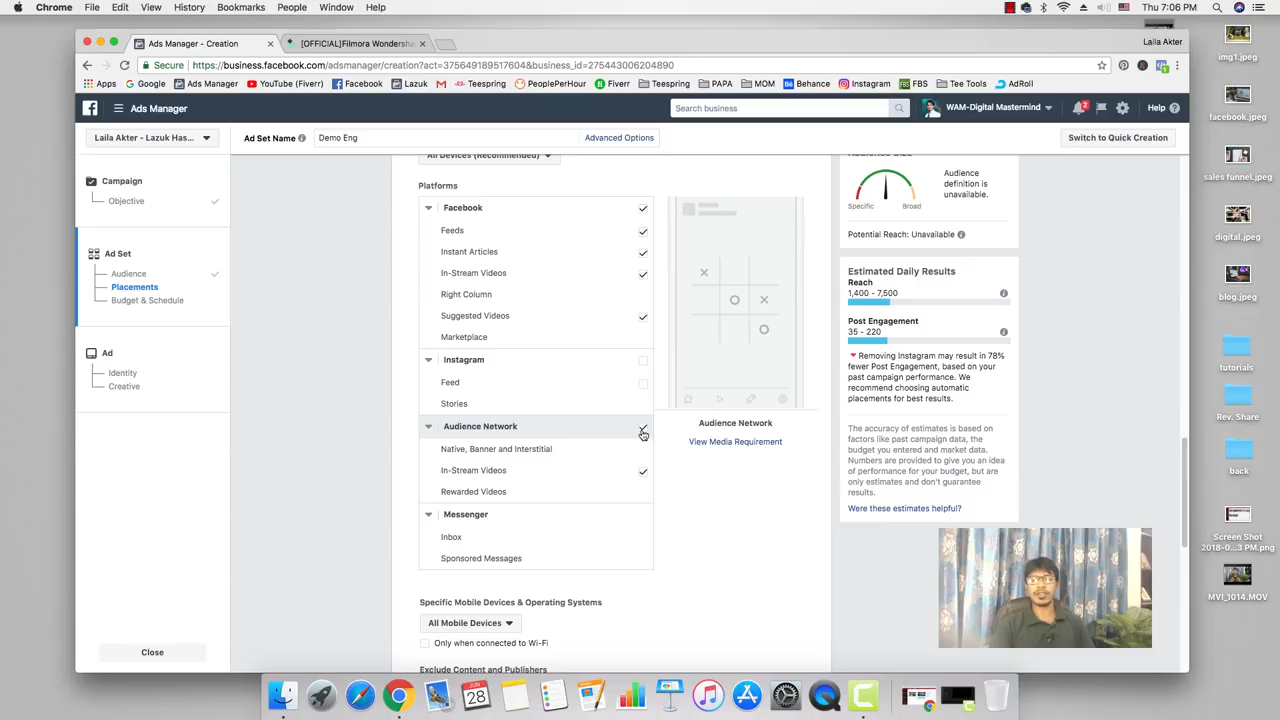 Chrome File Edit View History Bookmarks People Window Help
Thu 7:06 PM
Ads Manager - Creation
[OFFICIAL]Filmora Wondersha
Laila Akter
Secure https://business.facebook.com/adsmanager/creation?act=375649189517604&business_id=275443006204890
Apps Google Ads Manager YouTube (Fiverr) Facebook Lazuk Teespring PeoplePerHour Fiverr Teespring PAPA MOM Behance Instagram FBS Tee Tools AdRoll
Ads Manager
Search business
WAM-Digital Mastermind
2
Help
Laila Akter - Lazuk Has...
Ad Set Name
Demo Eng
Advanced Options
Switch to Quick Creation
Campaign
Objective
Ad Set
Audience
Placements
Budget & Schedule
Ad
Identity
Creative
Close
All Devices (Recommended)
Platforms
Facebook
Feeds
Instant Articles
In-Stream Videos
Right Column
Suggested Videos
Marketplace
Instagram
Feed
Stories
Audience Network
Native, Banner and Interstitial
In-Stream Videos
Rewarded Videos
Messenger
Inbox
Sponsored Messages
Audience Network
View Media Requirement
Specific Mobile Devices & Operating Systems
All Mobile Devices
Only when connected to Wi-Fi
Exclude Content and Publishers
Audience Size
Specific
Broad
Audience
definition is
unavailable.
Potential Reach: Unavailable
Estimated Daily Results
Reach
1,400 - 7,500
Post Engagement
35 - 220
Removing Instagram may result in 78%
fewer Post Engagement, based on your
past campaign performance. We
recommend choosing automatic
placements for best results.
The accuracy of estimates is based on
factors like past campaign data, the
budget you entered and market data.
Numbers are provided to give you an idea
of performance for your budget, but are
only estimates and don't guarantee
results.
Were these estimates helpful?
img1.jpeg
facebook.jpeg
sales funnel.jpeg
digital.jpeg
blog.jpeg
tutorials
Rev. Share
back
Screen Shot
2018-0...3 PM.png
MVI_1014.MOV
JUN
28